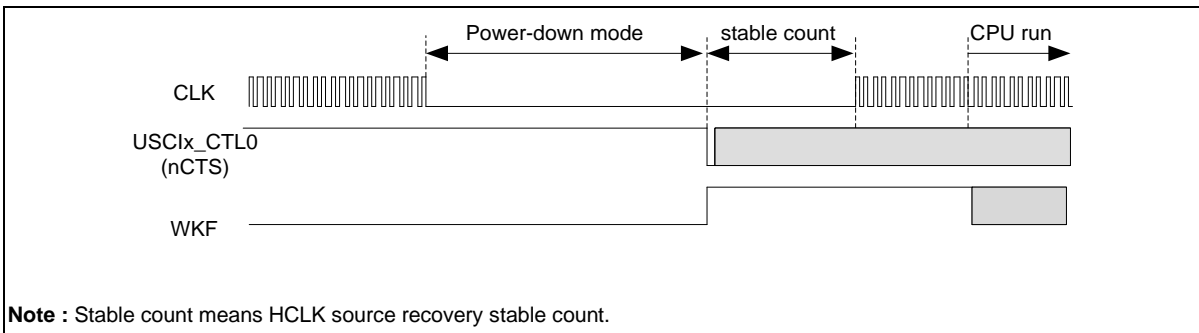 Power-down mode stable count CPU run
CLK
USCIx_CTL0
(nCTS)
WKF
Note : Stable count means HCLK source recovery stable count.